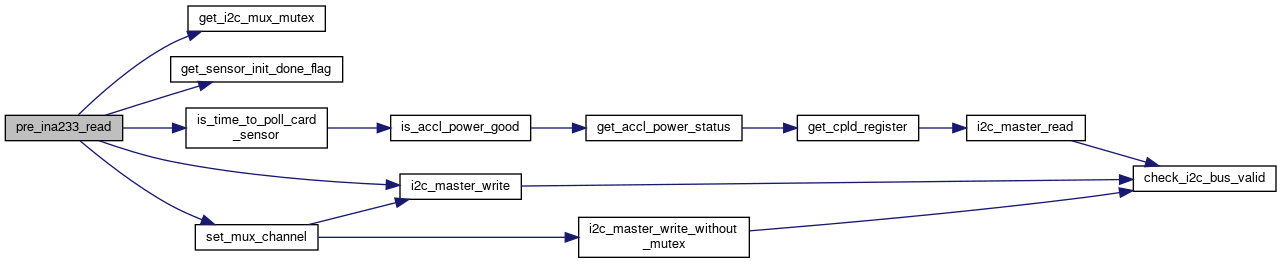 get_i2c_mux_mutex
get_sensor_init_done_flag
pre_ina233_read
is_time_to_poll_card
_sensor
is_accl_power_good
get_accl_power_status
get_cpld_register
i2c_master_read
i2c_master_write
check_i2c_bus_valid
set_mux_channel
i2c_master_write_without
_mutex